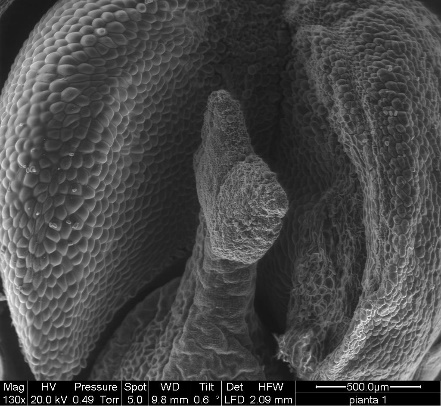 Mag HV Pressure Spot WD Tilt Det HFW 500.0µm
130x 20.0 kV 0.49 Torr 5.0 9.8 mm 0.6 ° LFD 2.09 mm pianta 1